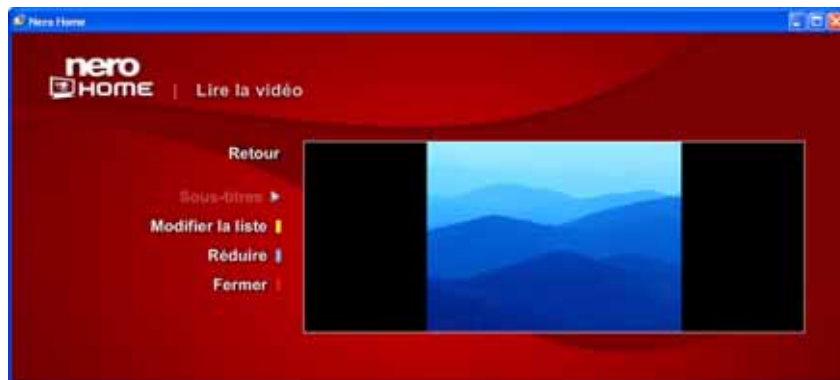 Nero Home
nero
HOME | Lire la vidéo
Retour
Sous-titres
Modifier la liste
Réduire
Fermer